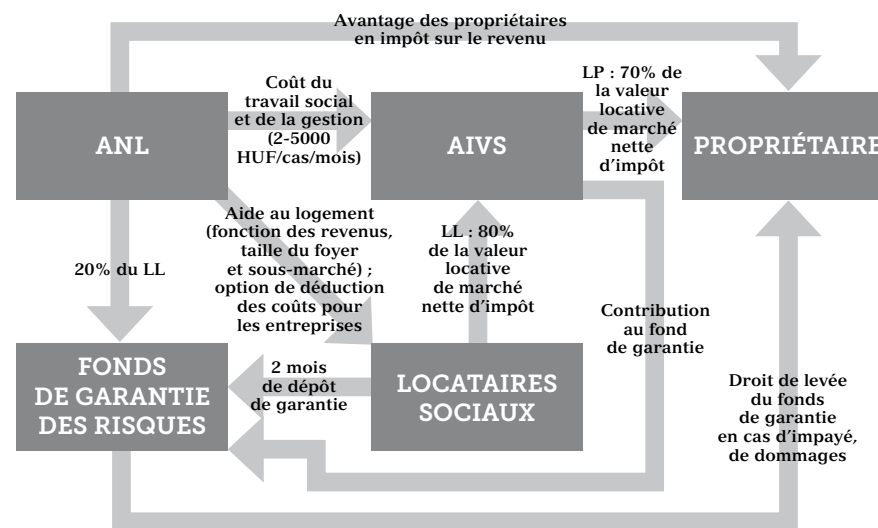 Avantage des propriétaires
en impôt sur le revenu
ANL
Coût du
travail social
et de la gestion
(2-5000
HUF/cas/mois)
AIVS
LP : 70% de
la valeur
locative
de marché
nette
d'impôt
PROPRIÉTAIRE
20% du LL
Aide au logement
(fonction des revenus,
taille du foyer
et sous-marché) ;
option de déduction
des coûts pour
les entreprises
LL : 80%
de la valeur
locative
de marché
nette d'impôt
Contribution
au fond
de garantie
FONDS
DE GARANTIE
DES RISQUES
2 mois
de dépôt
de garantie
LOCATAIRES
SOCIAUX
Droit de levée
du fonds
de garantie
en cas d'impayé,
de dommages